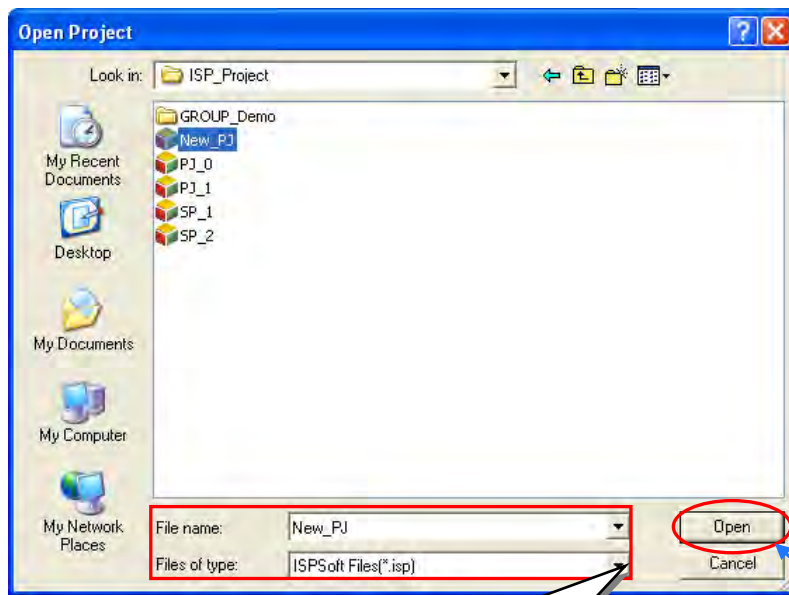 Open Project
Look in: ISP_Project
GROUP_Demo
New_PJ
PJ_0
PJ_1
SP_1
SP_2
My Recent
Documents
Desktop
My Documents
My Computer
My Network
Places
File name: New_PJ Open
Files of type: ISPSoft Files(*.isp) Cancel